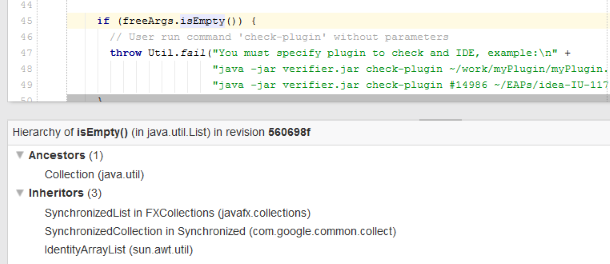 44
45 if (freeArgs.isEmpty()) {
46 // User run command 'check-plugin' without parameters
47 throw Util.fail("You must specify plugin to check and IDE, example:\n" +
48 "java -jar verifier.jar check-plugin ~/work/myPlugin/myPlugin.
49 "java -jar verifier.jar check-plugin #14986 ~/EAPs/idea-IU-117
50 }
Hierarchy of isEmpty() (in java.util.List) in revision 560698f
Ancestors (1)
Collection (java.util)
Inheritors (3)
SynchronizedList in FXCollections (javafx.collections)
SynchronizedCollection in Synchronized (com.google.common.collect)
IdentityArrayList (sun.awt.util)